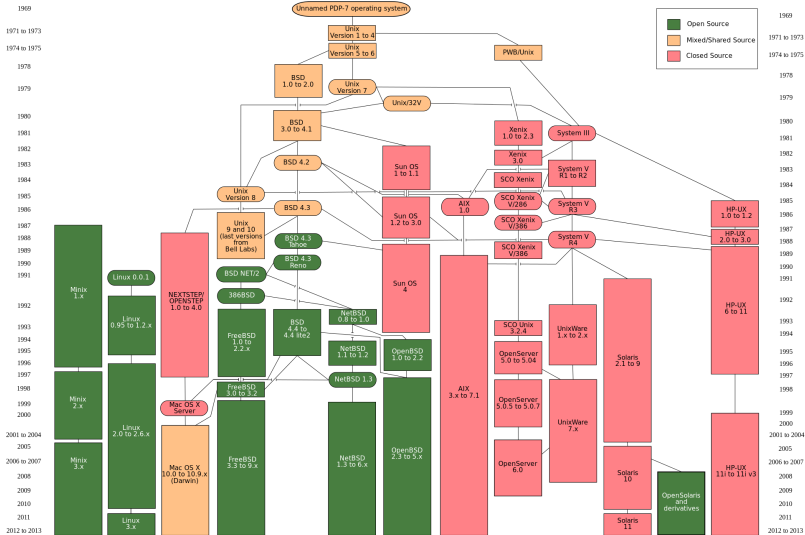 Unnamed PDP-7 operating system
1969
1969
Open Source
Mixed/Shared Source
Closed Source
1971 to 1973
Unix
Version 1 to 4
1971 to 1973
1974 to 1975
Unix
Version 5 to 6
PWB/Unix
1974 to 1975
1978
BSD
1.0 to 2.0
1978
1979
Unix
Version 7
1979
Unix/32V
1980
1980
BSD
3.0 to 4.1
Xenix
1.0 to 2.3
System III
1981
1981
1982
Sun OS
1 to 1.1
Xenix
3.0
1982
1983
BSD 4.2
System V
R1 to R2
1983
1984
SCO Xenix
1984
1985
Unix
Version 8
SCO Xenix
V/286
1985
1986
BSD 4.3
Sun OS
1.2 to 3.0
AIX
1.0
System V
R3
HP-UX
1.0 to 1.2
1986
1987
Unix
9 and 10
(last versions
from
Bell Labs)
SCO Xenix
V/386
1987
1988
BSD 4.3
Tahoe
System V
R4
HP-UX
2.0 to 3.0
1988
1989
SCO Xenix
V/386
1989
1990
BSD 4.3
Reno
1990
1991
Linux 0.0.1
BSD NET/2
Sun OS
4
1991
Minix
1.x
NEXTSTEP/
OPENSTEP
1.0 to 4.0
386BSD
HP-UX
6 to 11
1992
NetBSD
0.8 to 1.0
1992
1993
Linux
0.95 to 1.2.x
BSD
4.4 to
4.4 lite2
SCO Unix
3.2.4
UnixWare
1.x to 2.x
1993
1994
FreeBSD
1.0 to
2.2.x
1994
1995
NetBSD
1.1 to 1.2
OpenBSD
1.0 to 2.2
OpenServer
5.0 to 5.04
Solaris
2.1 to 9
1995
1996
1996
1997
NetBSD 1.3
1997
1998
FreeBSD
3.0 to 3.2
AIX
3.x to 7.1
1998
1999
Minix
2.x
Mac OS X
Server
OpenServer
5.0.5 to 5.0.7
1999
2000
2000
2001 to 2004
Linux
2.0 to 2.6.x
UnixWare
7.x
2001 to 2004
2005
2005
2006 to 2007
Minix
3.x
Mac OS X
10.0 to 10.9.x
(Darwin)
FreeBSD
3.3 to 9.x
NetBSD
1.3 to 6.x
OpenBSD
2.3 to 5.x
OpenServer
6.0
Solaris
10
HP-UX
11i to 11i v3
2006 to 2007
2008
2008
2009
OpenSolaris
and
derivatives
2009
2010
2010
2011
Linux
3.x
Solaris
11
2011
2012 to 2013
2012 to 2013